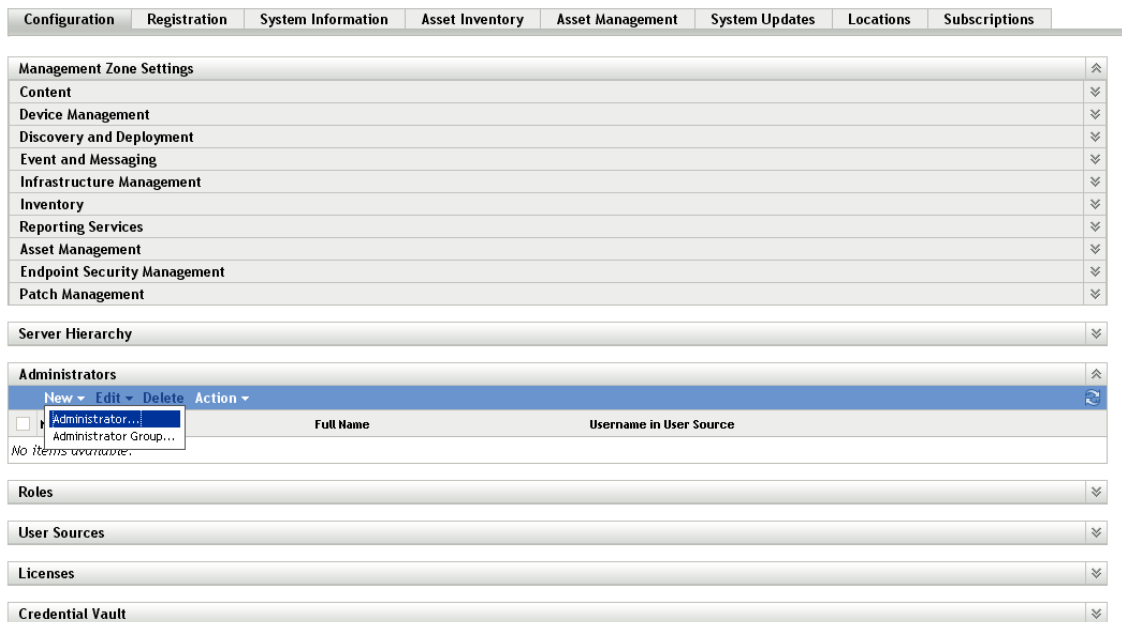 Configuration Registration System Information Asset Inventory Asset Management System Updates Locations Subscriptions
Management Zone Settings
Content
Device Management
Discovery and Deployment
Event and Messaging
Infrastructure Management
Inventory
Reporting Services
Asset Management
Endpoint Security Management
Patch Management
Server Hierarchy
Administrators
New Edit Delete Action
Administrator...
Administrator Group...
Full Name Username in User Source
No items available.
Roles
User Sources
Licenses
Credential Vault